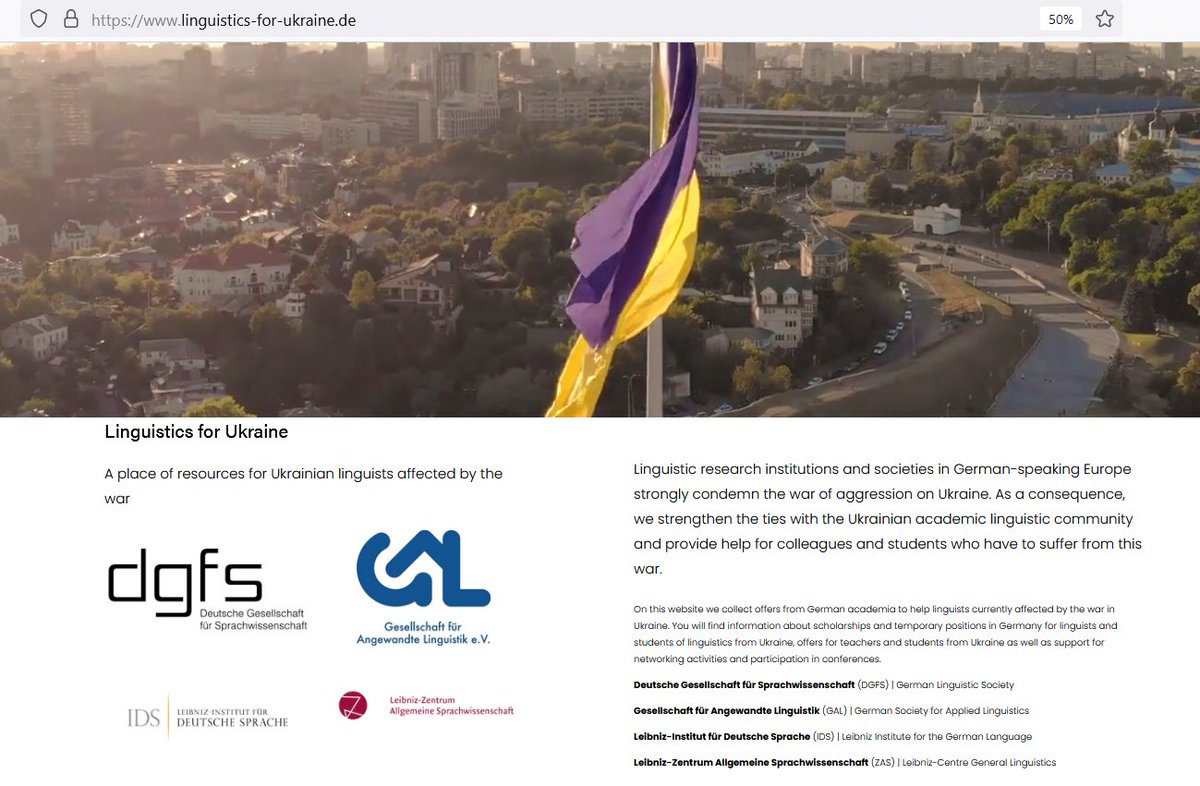 https://www.linguistics-for-ukraine.de
50%
Linguistics for Ukraine
A place of resources for Ukrainian linguists affected by the
war
dgfs
Deutsche Gesellschaft
für Sprachwissenschaft
GAL
Gesellschaft für
Angewandte Linguistik e.V.
IDS
LEIBNIZ-INSTITUT FÜR
DEUTSCHE SPRACHE
Leibniz-Zentrum
Allgemeine Sprachwissenschaft
Linguistic research institutions and societies in German-speaking Europe
strongly condemn the war of aggression on Ukraine. As a consequence,
we strengthen the ties with the Ukrainian academic linguistic community
and provide help for colleagues and students who have to suffer from this
war.
On this website we collect offers from German academia to help linguists currently affected by the war in
Ukraine. You will find information about scholarships and temporary positions in Germany for linguists and
students of linguistics from Ukraine, offers for teachers and students from Ukraine as well as support for
networking activities and participation in conferences.
Deutsche Gesellschaft für Sprachwissenschaft (DGFS) | German Linguistic Society
Gesellschaft für Angewandte Linguistik (GAL) | German Society for Applied Linguistics
Leibniz-Institut für Deutsche Sprache (IDS) | Leibniz Institute for the German Language
Leibniz-Zentrum Allgemeine Sprachwissenschaft (ZAS) | Leibniz-Centre General Linguistics